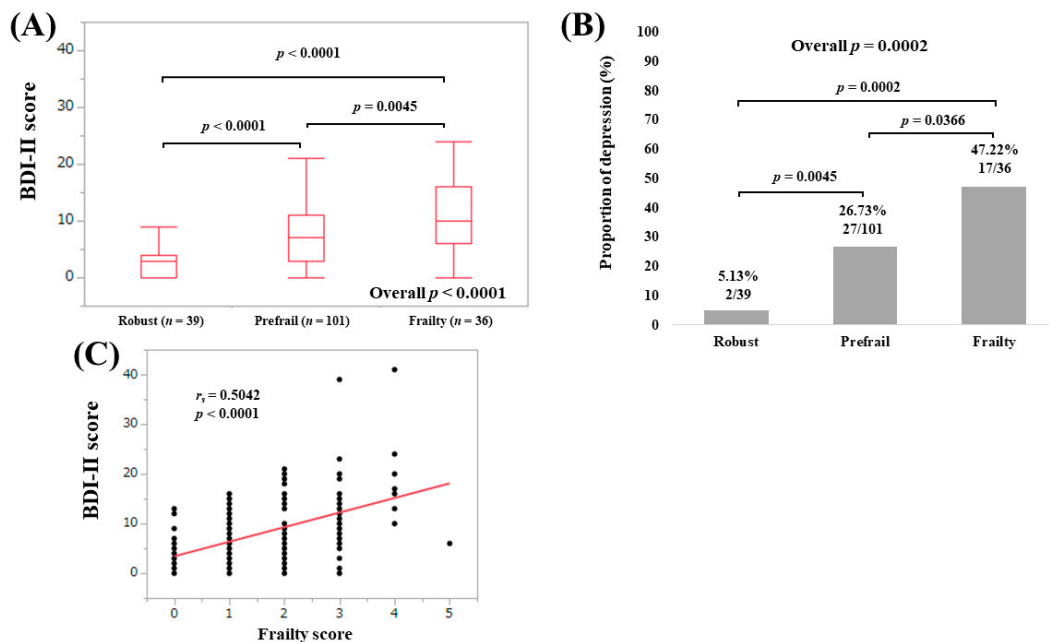 (A)
BDI-II score
40
30
20
10
0
p < 0.0001
p < 0.0001
p = 0.0045
Overall p < 0.0001
Robust (n = 39)
Prefrail (n = 101)
Frailty (n = 36)
(B)
Proportion of depression (%)
100
90
80
70
60
50
40
30
20
10
0
Overall p = 0.0002
p = 0.0002
p = 0.0366
p = 0.0045
47.22%
17/36
26.73%
27/101
5.13%
2/39
Robust
Prefrail
Frailty
(C)
BDI-II score
40
30
20
10
0
rs = 0.5042
p < 0.0001
0
1
2
3
4
5
Frailty score